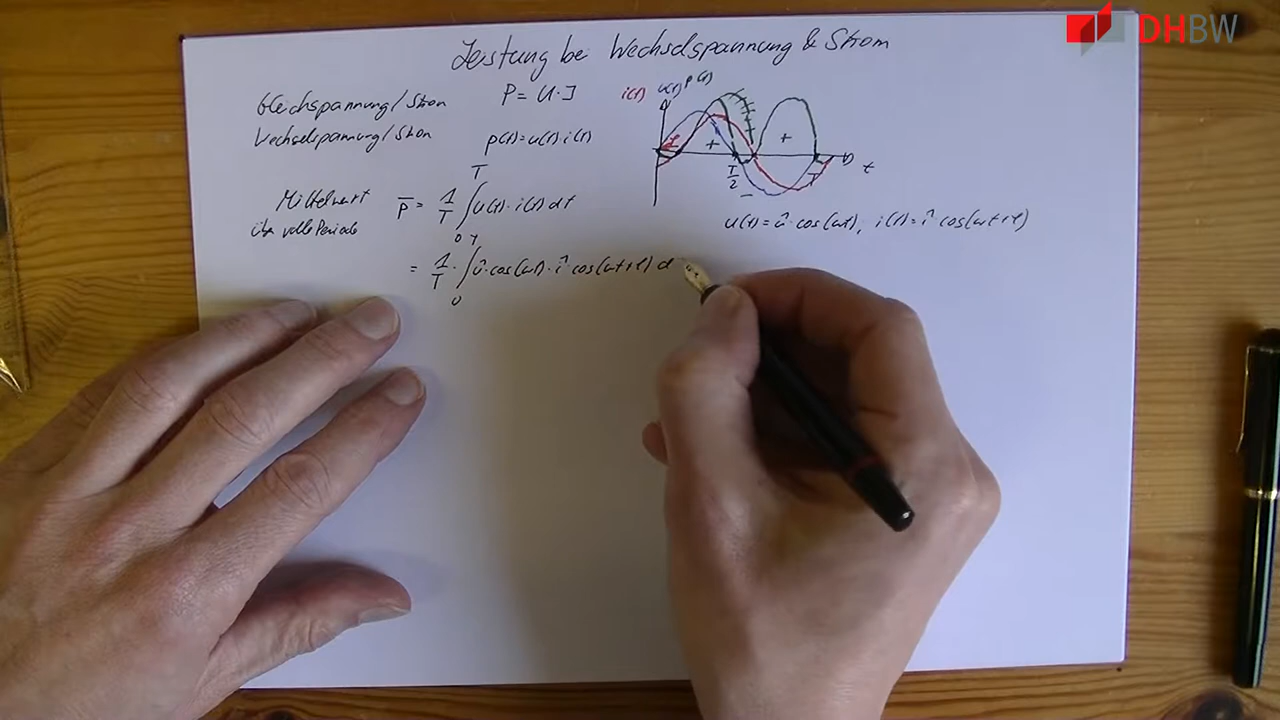 DHBW
Leistung bei Wechselspannung & Strom
Gleichspannung/Strom P = U · I
Wechselspannung/Strom p(t) = u(t) · i(t)
i(t) u(t) p(t)
φ + + T/2 − T t
Mittelwert über volle Periode P̅ = 1/T ∫₀ᵀ u(t) · i(t) dt
u(t) = û · cos(ωt), i(t) = î · cos(ωt+φ)
= 1/T · ∫₀ᵀ û · cos(ωt) · î cos(ωt+φ) d